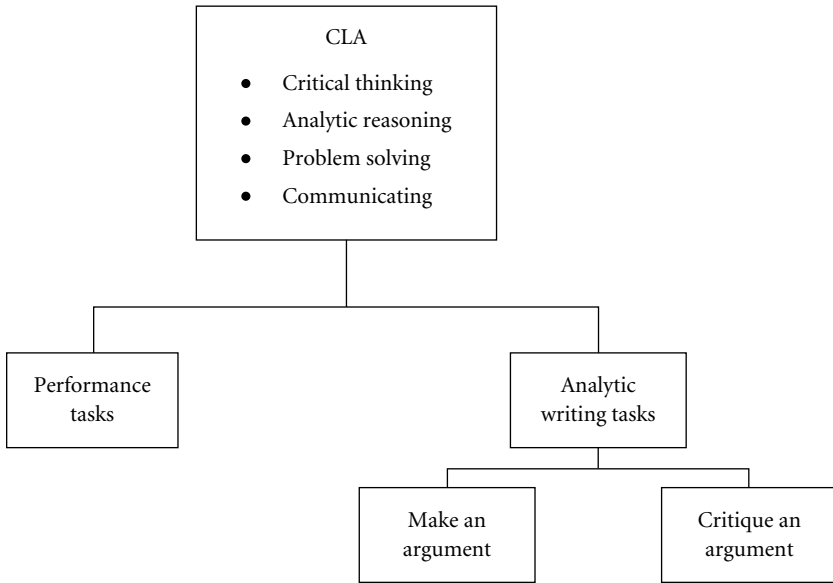 CLA
• Critical thinking
• Analytic reasoning
• Problem solving
• Communicating
Performance
tasks
Analytic
writing tasks
Make an
argument
Critique an
argument